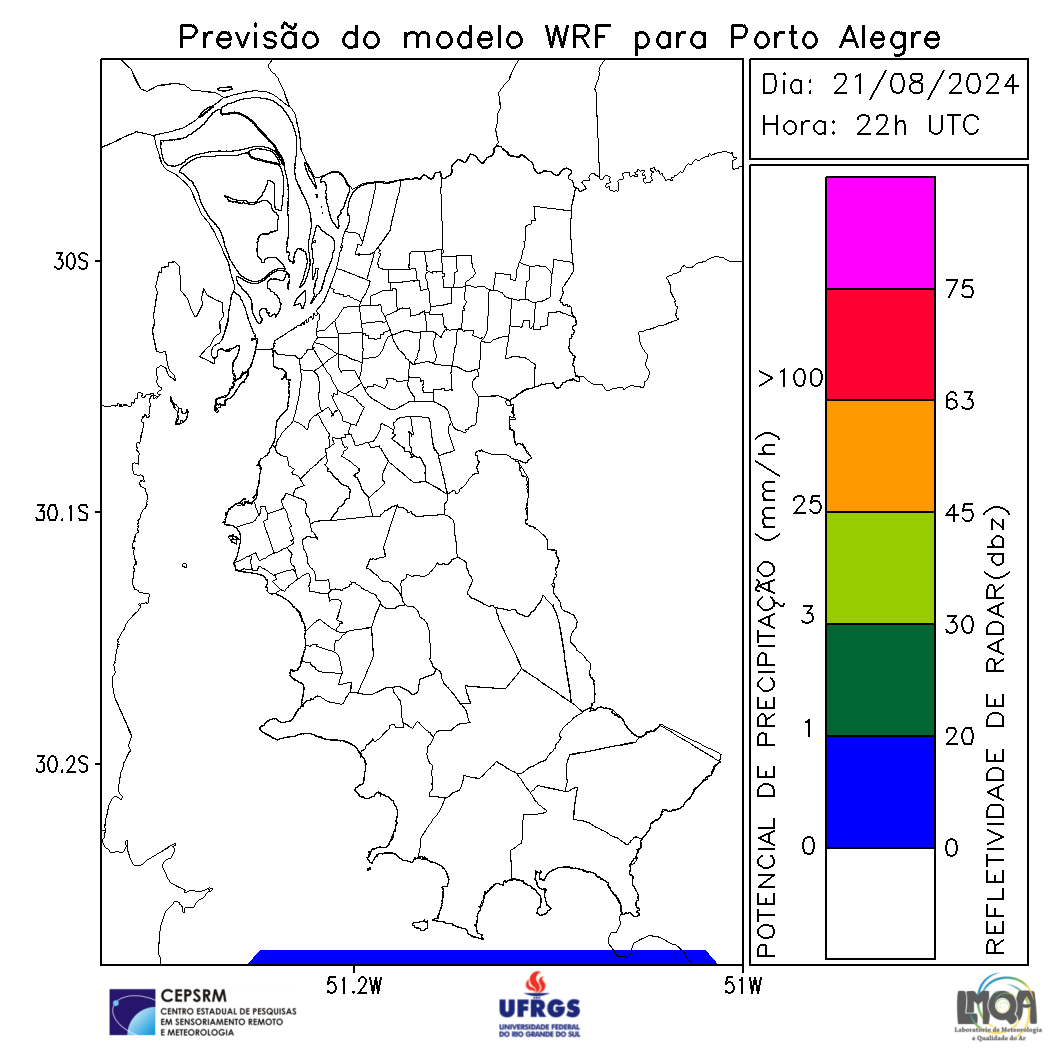 Previsão do modelo WRF para Porto Alegre
Dia: 21/08/2024
Hora: 22h UTC
30S
30.1S
30.2S
51.2W
51W
POTENCIAL DE PRECIPITAÇÃO (mm/h)
>100
25
3
1
0
75
63
45
30
20
0
REFLETIVIDADE DE RADAR(dbz)
CEPSRM
CENTRO ESTADUAL DE PESQUISAS
EM SENSORIAMENTO REMOTO
E METEOROLOGIA
UFRGS
UNIVERSIDADE FEDERAL
DO RIO GRANDE DO SUL
LMQA
Laboratório de Meteorologia
e Qualidade do Ar